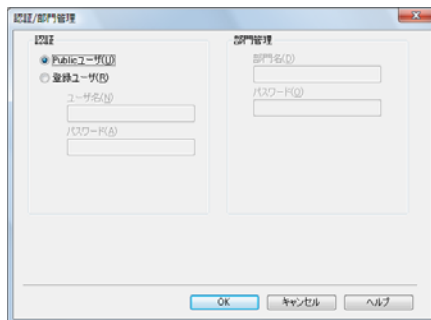 認証/部門管理
認証
Publicユーザ(U)
登録ユーザ(R)
ユーザ名(N)
パスワード(A)
部門管理
部門名(D)
パスワード(O)
OK
キャンセル
ヘルプ